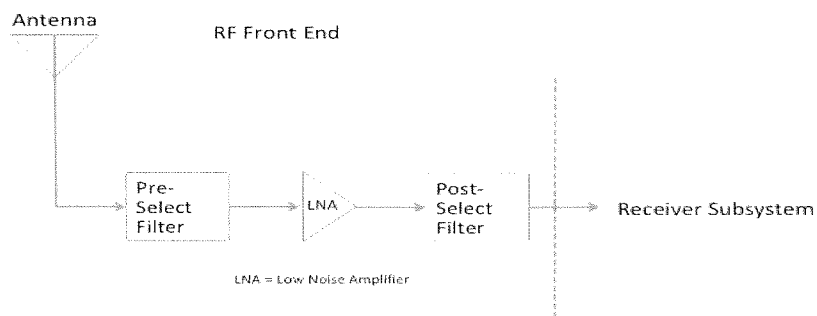 Antenna
RF Front End
Pre-
Select
Filter
LNA
Post-
Select
Filter
Receiver Subsystem
LNA = Low Noise Amplifier